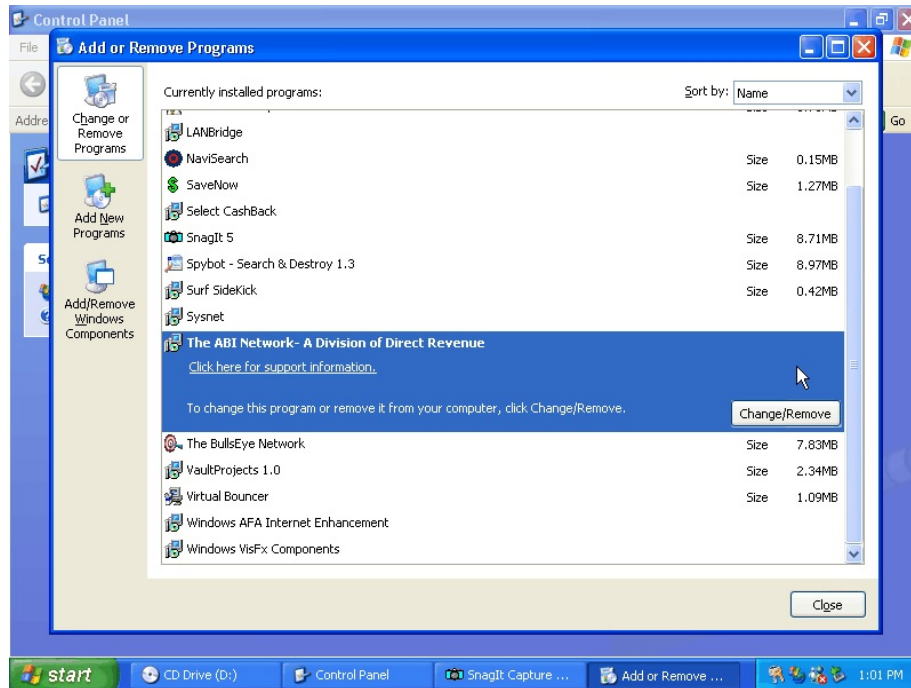 Control Panel
File
Add or Remove Programs
Addre
Go
Change or
Remove
Programs
Add New
Programs
Add/Remove
Windows
Components
Currently installed programs:
Sort by: Name
LANBridge
NaviSearch Size 0.15MB
SaveNow Size 1.27MB
Select CashBack
SnagIt 5 Size 8.71MB
Spybot - Search & Destroy 1.3 Size 8.97MB
Surf SideKick Size 0.42MB
Sysnet
The ABI Network- A Division of Direct Revenue
Click here for support information.
To change this program or remove it from your computer, click Change/Remove.
Change/Remove
The BullsEye Network Size 7.83MB
VaultProjects 1.0 Size 2.34MB
Virtual Bouncer Size 1.09MB
Windows AFA Internet Enhancement
Windows VisFx Components
Close
start
CD Drive (D:)
Control Panel
SnagIt Capture ...
Add or Remove ...
1:01 PM